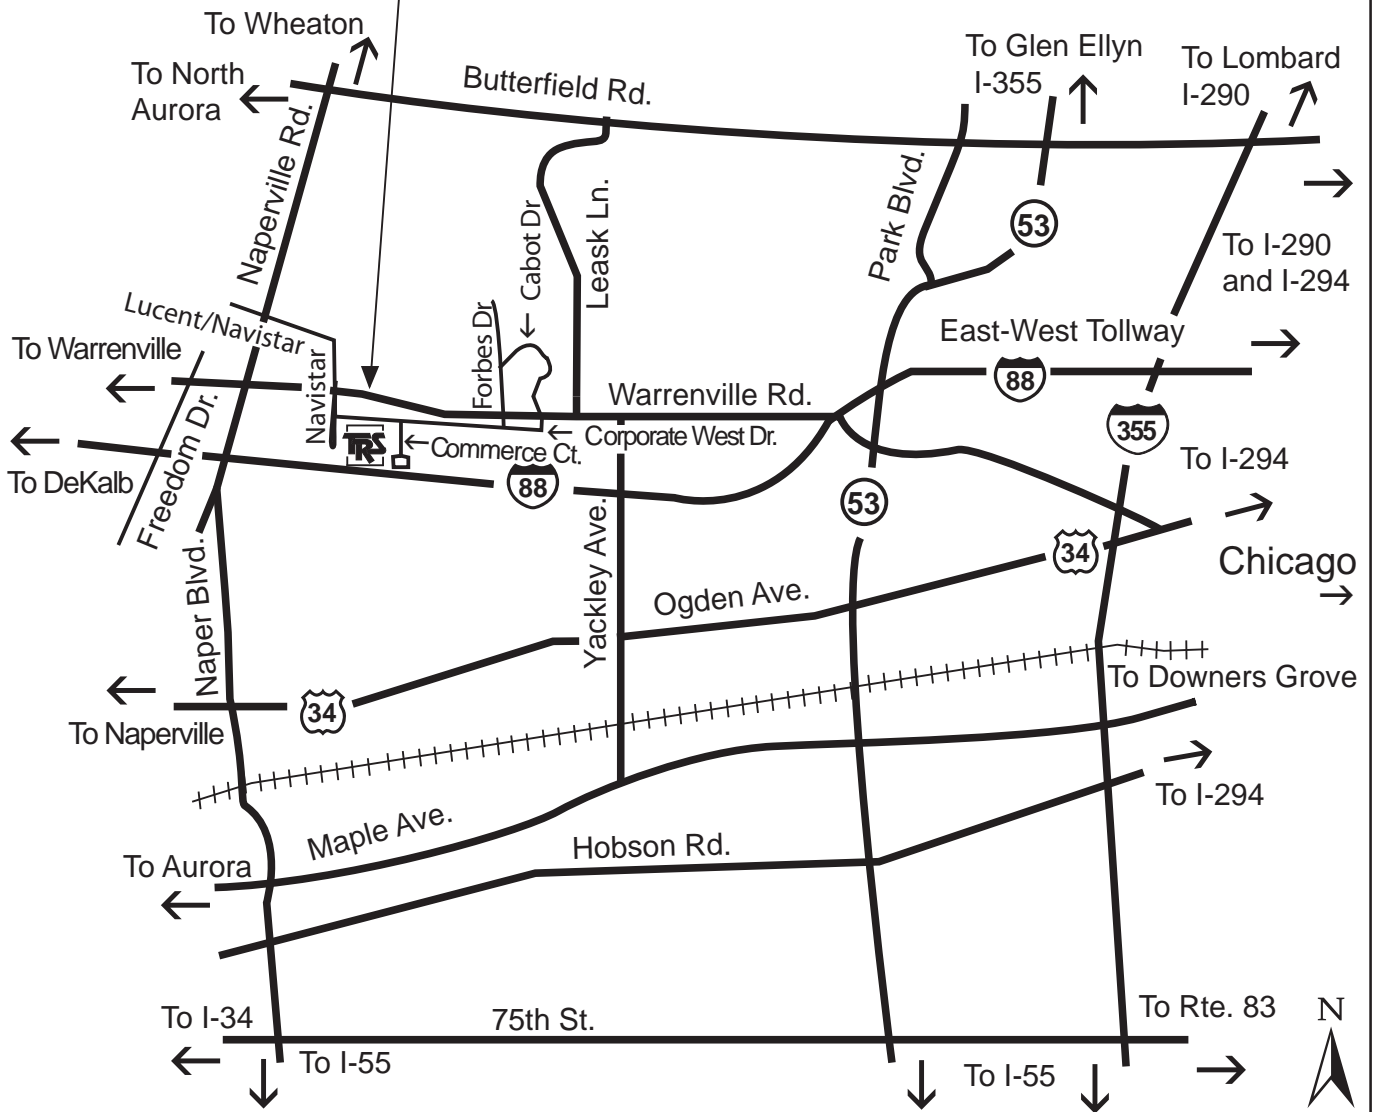 To Wheaton
To North
Aurora
Butterfield Rd.
To Glen Ellyn
I-355
To Lombard
I-290
Naperville Rd.
Leask Ln.
Cabot Dr
Park Blvd.
53
To I-290
and I-294
Lucent/Navistar
To Warrenville
Navistar
Forbes Dr
East-West Tollway
88
Warrenville Rd.
Freedom Dr.
TRS
Commerce Ct.
Corporate West Dr.
355
To DeKalb
88
To I-294
53
Naper Blvd.
Yackley Ave.
Ogden Ave.
34
Chicago
34
To Naperville
To Downers Grove
Maple Ave.
To I-294
To Aurora
Hobson Rd.
To I-34
75th St.
To Rte. 83
N
To I-55
To I-55